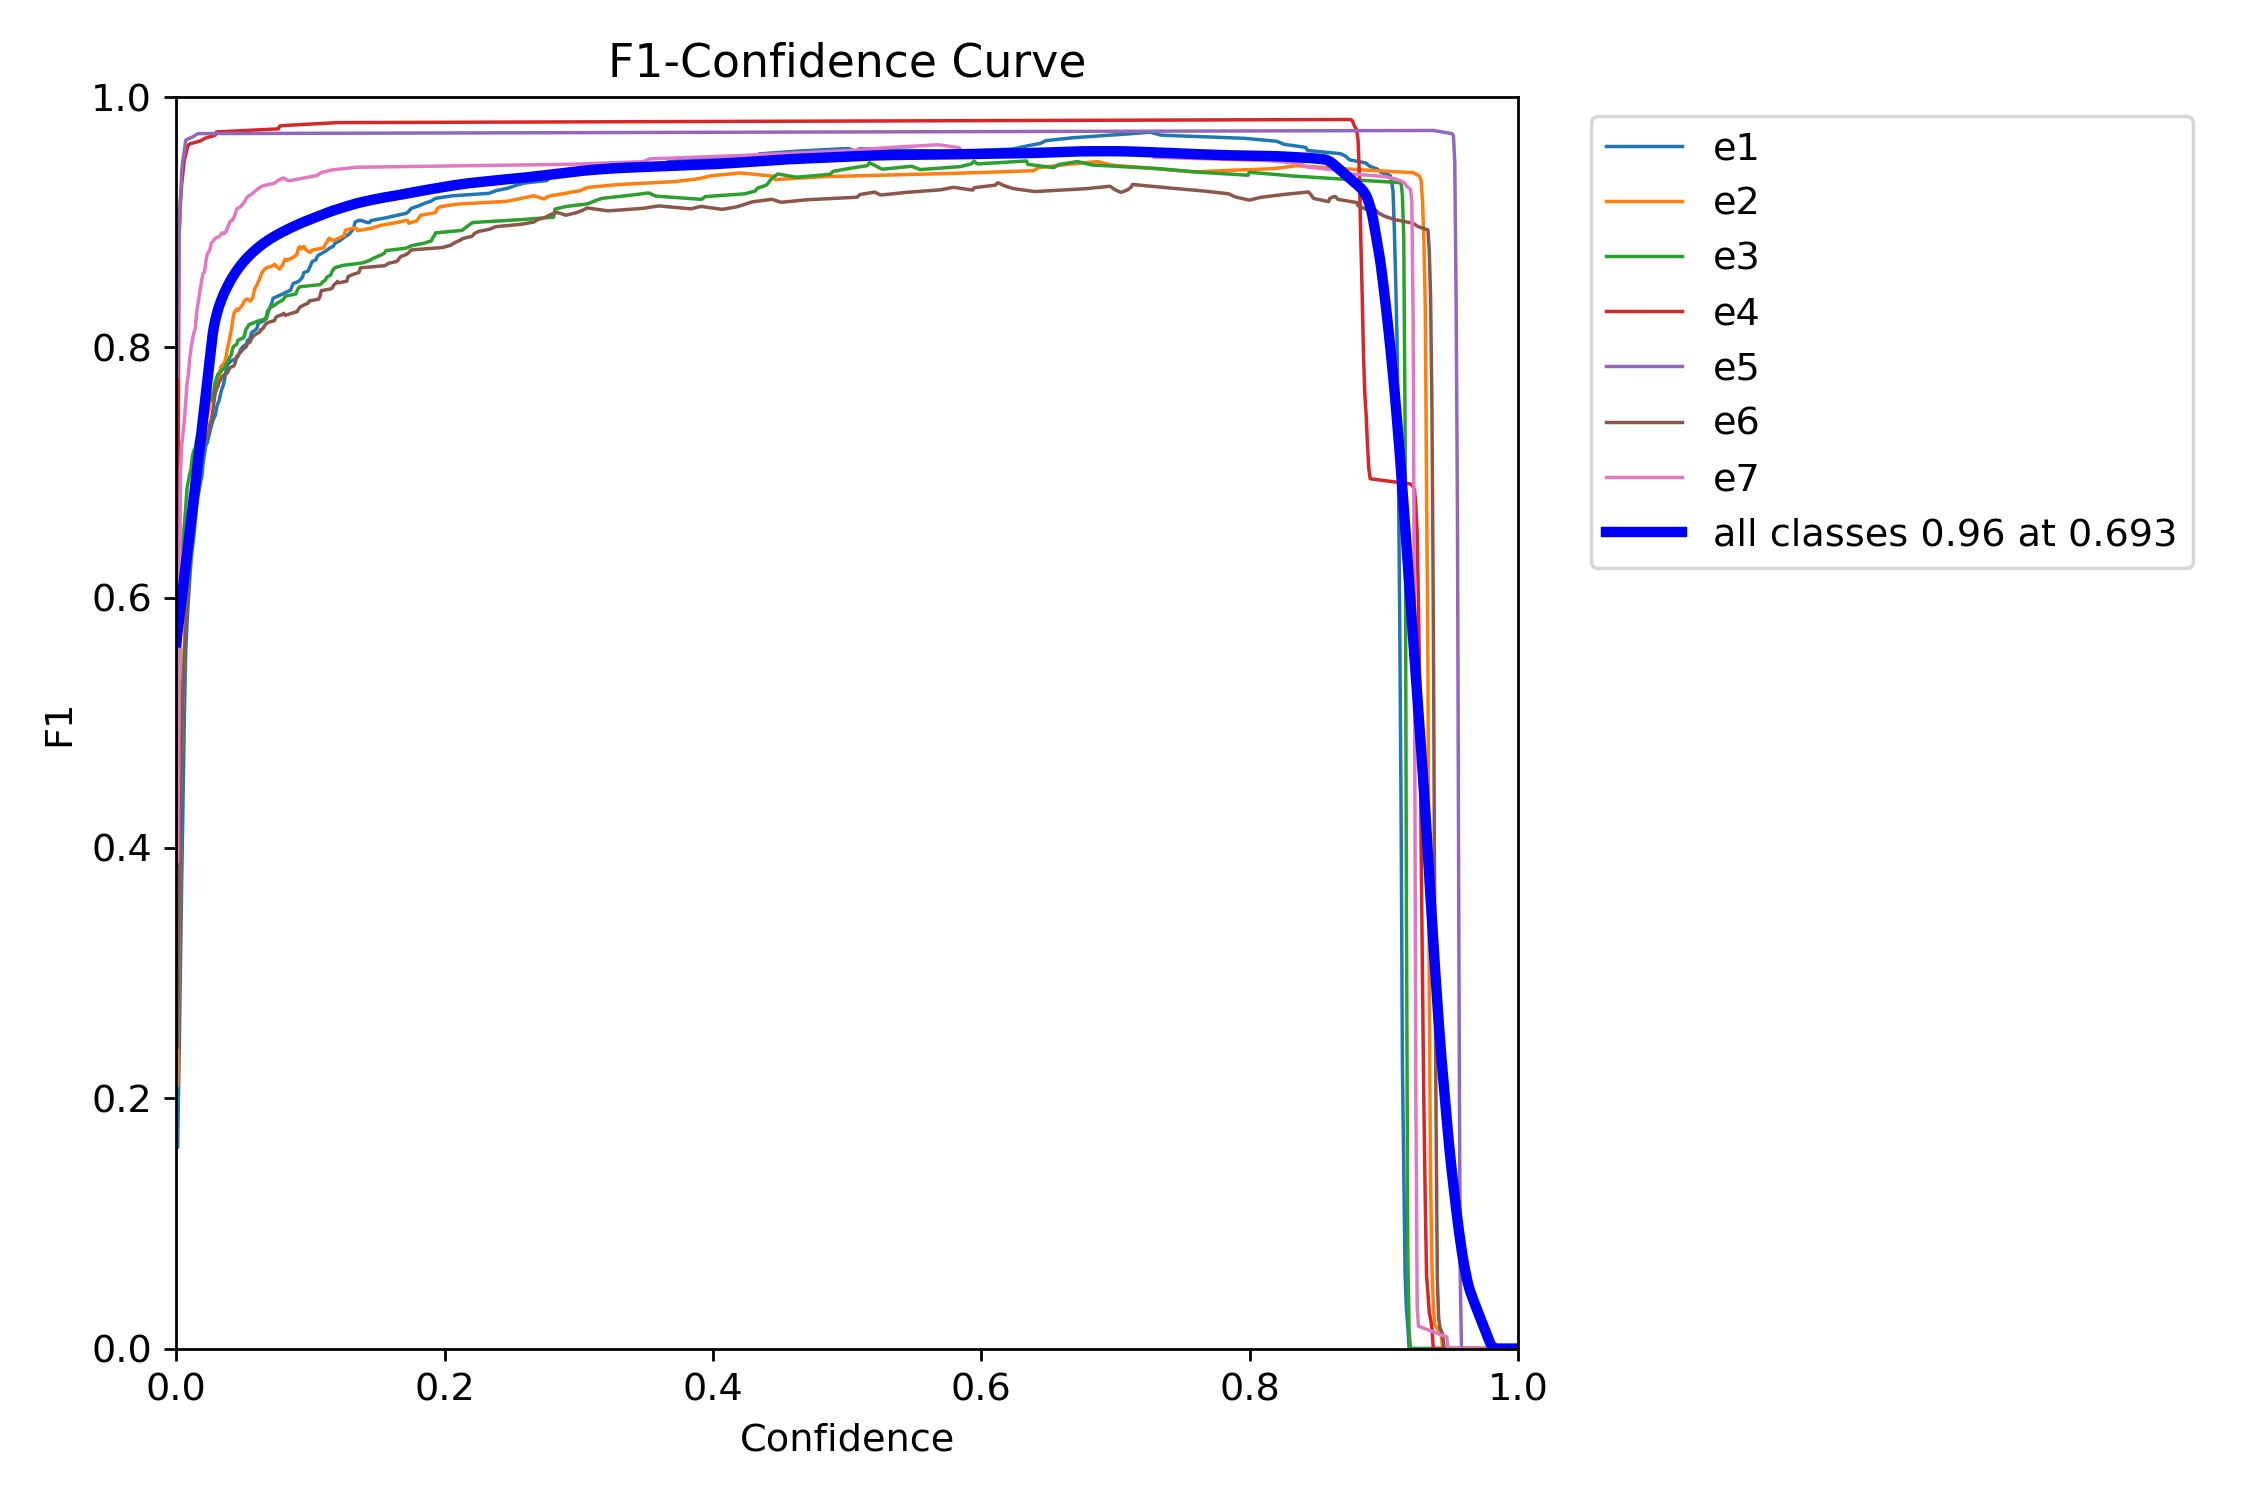 F1-Confidence Curve
1.0
0.8
0.6
0.4
0.2
0.0
F1
0.0 0.2 0.4 0.6 0.8 1.0
Confidence
e1
e2
e3
e4
e5
e6
e7
all classes 0.96 at 0.693